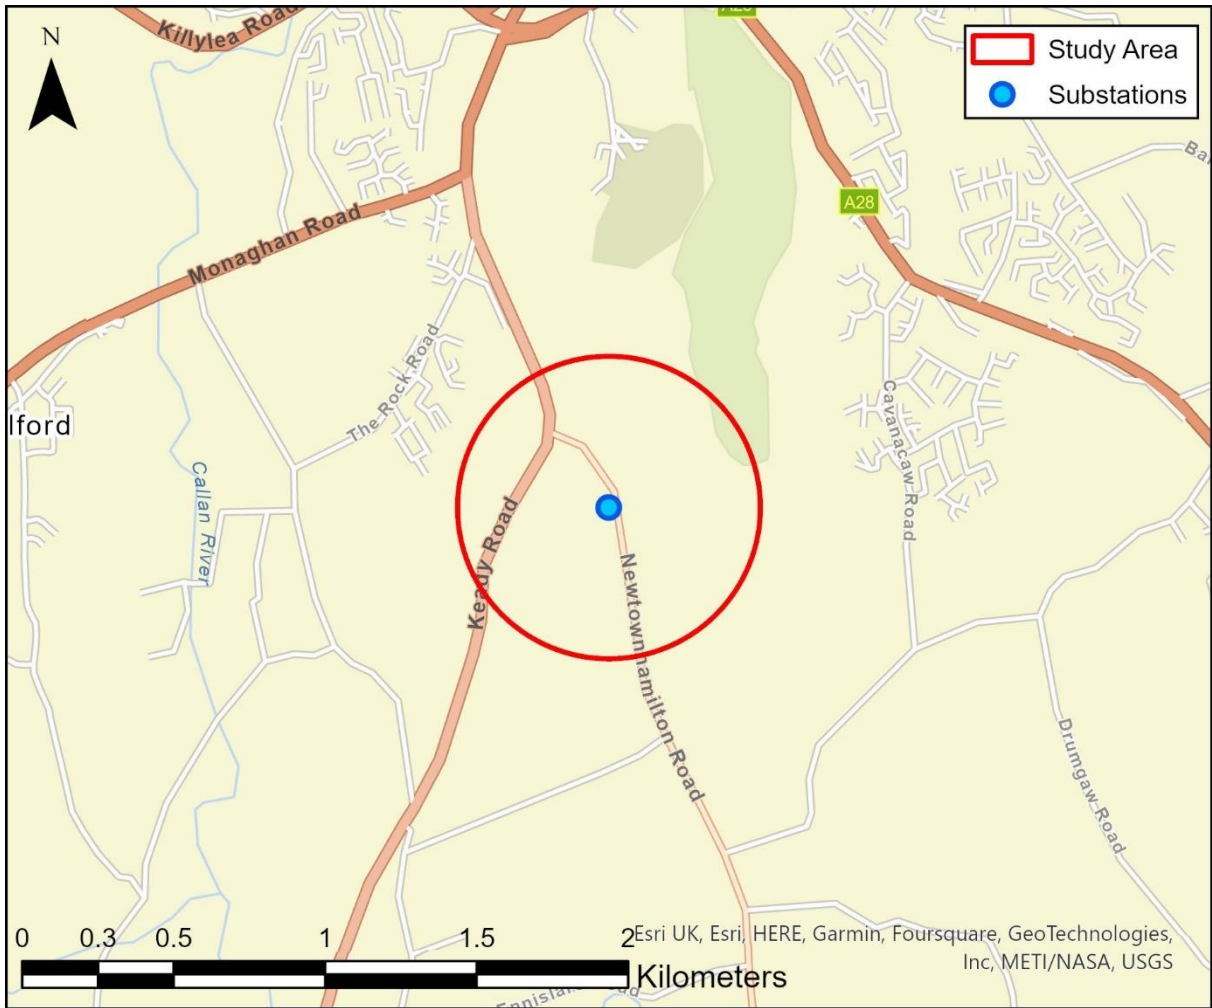 Killylea Road
N
A28
Study Area
Substations
A28
Monaghan Road
The Rock Road
lford
Callan River
Keady Road
Newtownhamilton Road
Cavanacaw Road
Drumgaw Road
0 0.3 0.5 1 1.5 2
Kilometers
Esri UK, Esri, HERE, Garmin, Foursquare, GeoTechnologies,
Inc, METI/NASA, USGS